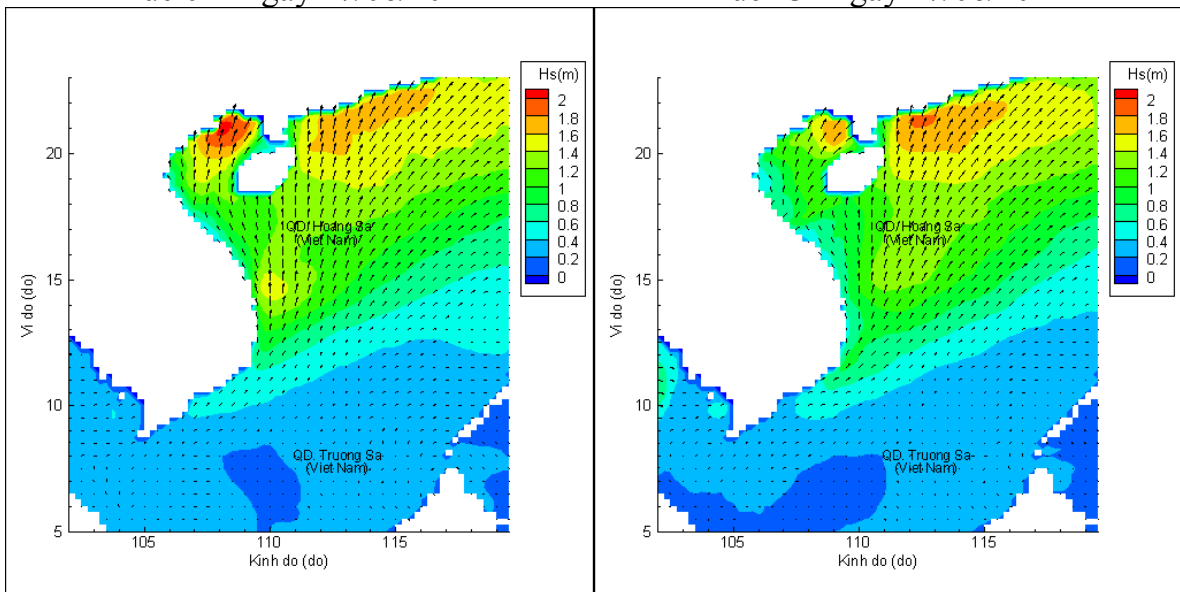 Hs(m)
2
1.8
1.6
1.4
1.2
1
0.8
0.6
0.4
0.2
0
20
15
10
5
105
110
115
Vi do (do)
Kinh do (do)
QD. Hoang Sa
(Viet Nam)
QD. Truong Sa
(Viet Nam)
Hs(m)
2
1.8
1.6
1.4
1.2
1
0.8
0.6
0.4
0.2
0
20
15
10
5
105
110
115
Vi do (do)
Kinh do (do)
QD. Hoang Sa
(Viet Nam)
QD. Truong Sa
(Viet Nam)